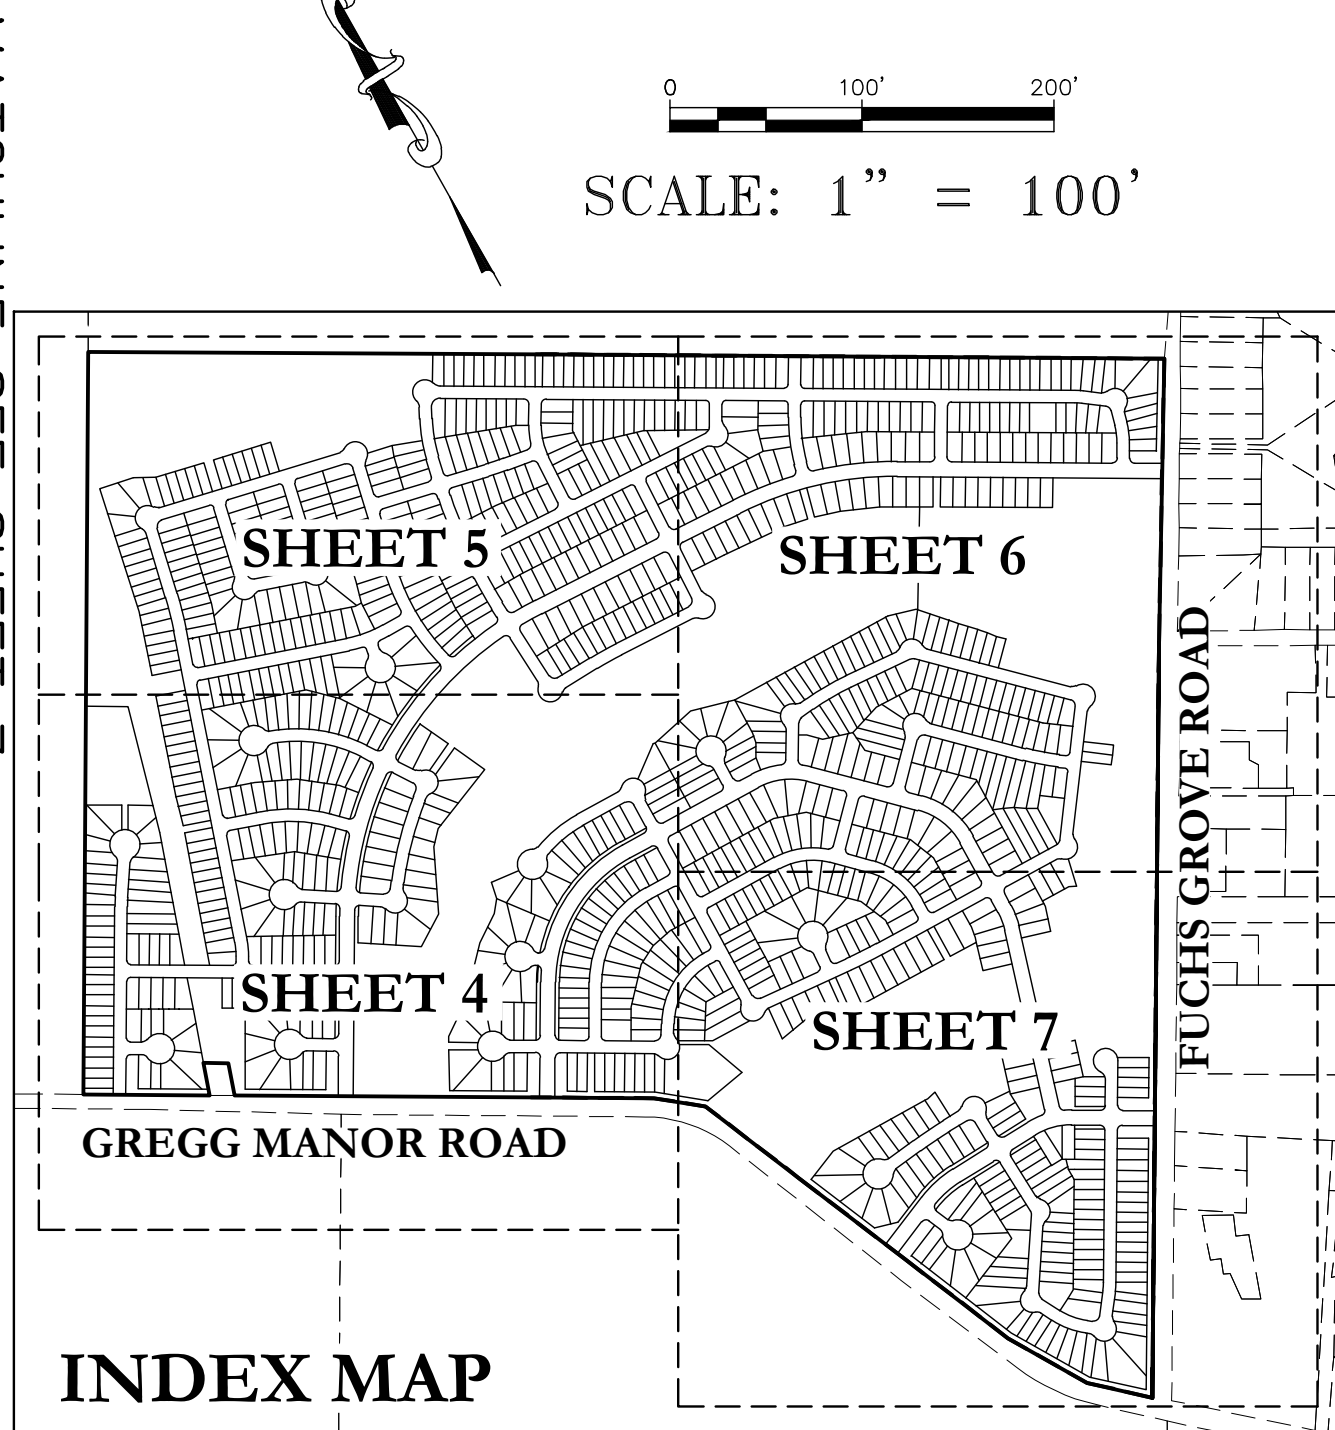 0 100' 200'
SCALE: 1" = 100'
SHEET 5
SHEET 6
FUCHS GROVE ROAD
SHEET 4
SHEET 7
GREGG MANOR ROAD
INDEX MAP